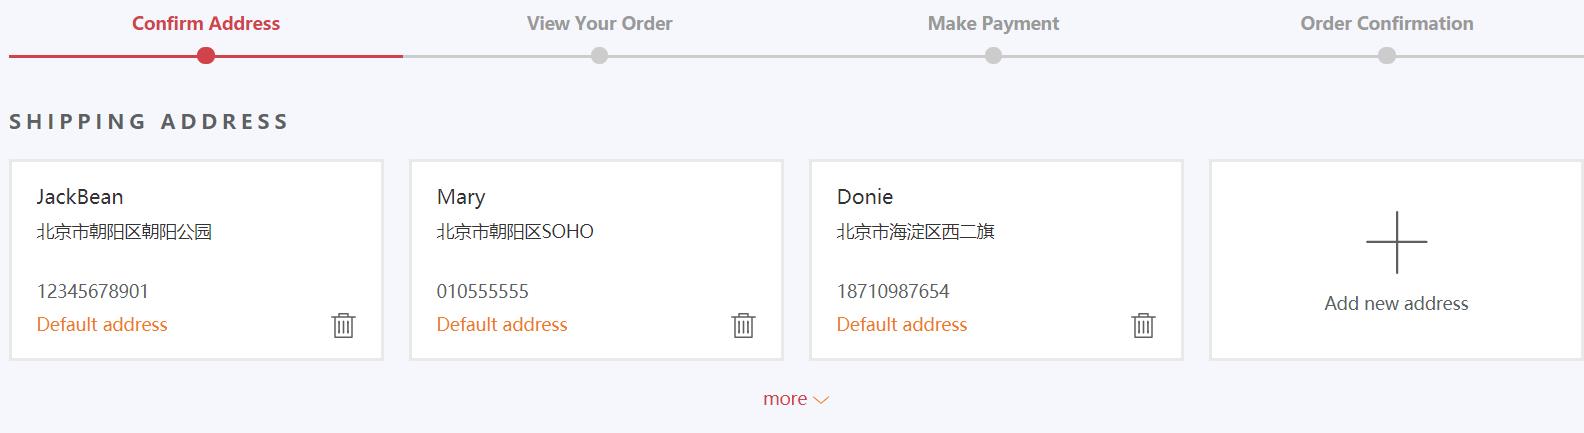 Confirm Address
View Your Order
Make Payment
Order Confirmation
SHIPPING ADDRESS
JackBean
北京市朝阳区朝阳公园
12345678901
Default address
Mary
北京市朝阳区SOHO
010555555
Default address
Donie
北京市海淀区西二旗
18710987654
Default address
Add new address
more